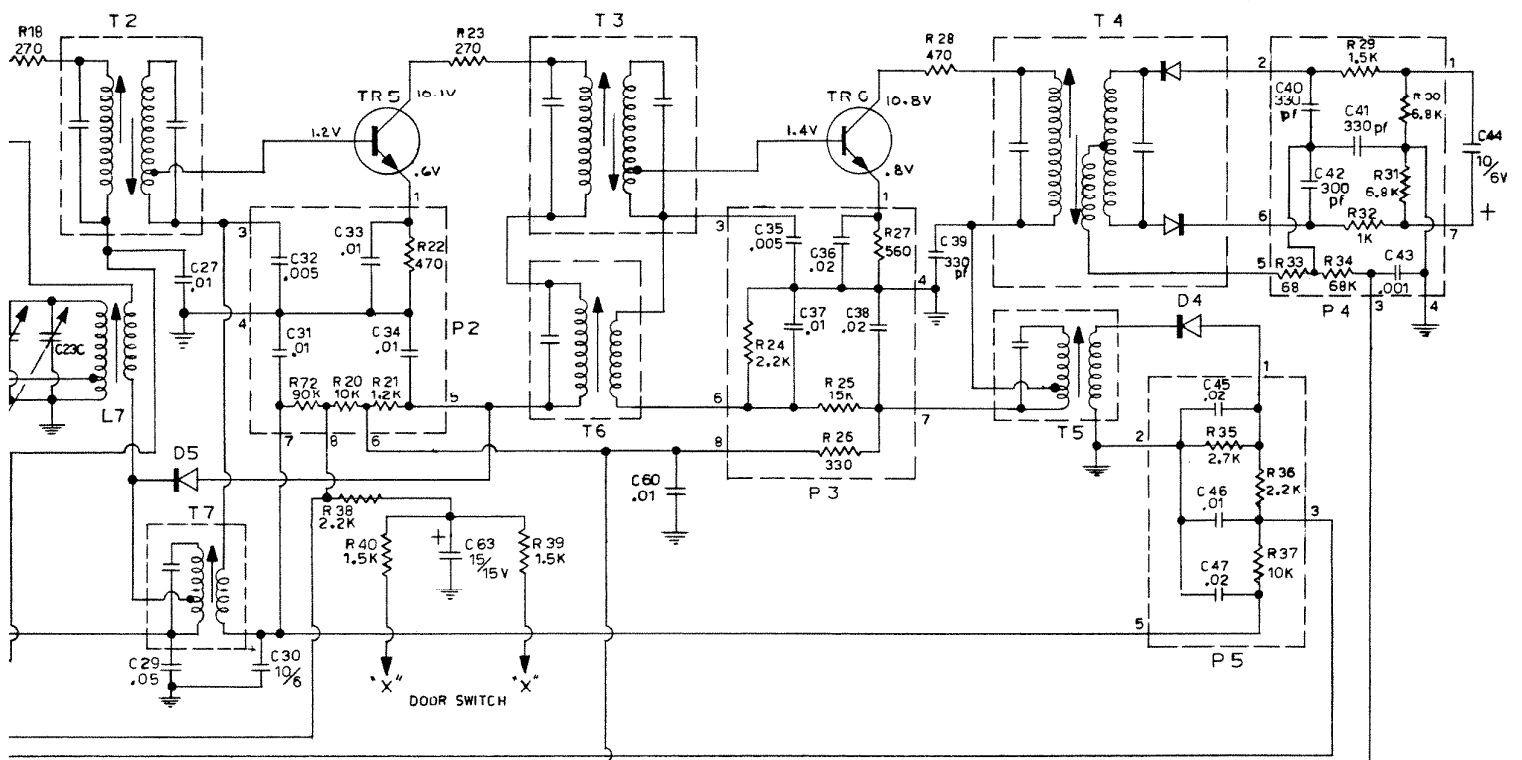 T2
T3
T4
R18
270
R23
270
R28
470
2
R29
1.5K
1
TR5
10.1V
1.2V
.6V
1
TR6
10.8V
1.4V
.8V
1
C40
330
pf
C41
330 pf
6.8K
C44
10/6V
+
C42
300
pf
R31
6.8K
R32
1K
6
7
3
C32
.005
C33
.01
R22
470
3
C35
.005
C36
.02
R27
560
4
C39
330
pf
5
R33
68
R34
68K
C43
.001
3
4
P4
C27
.01
4
C31
.01
C34
.01
P2
C37
.01
C38
.02
R24
2.2K
D4
1
C23C
L7
R72
90K
R20
10K
R21
1.2K
5
7
8
6
T6
6
R25
15K
7
8
R26
330
P3
T5
2
C45
.02
R35
2.7K
R36
2.2K
C46
.01
3
R37
10K
C47
.02
5
P5
D5
C60
.01
T7
R38
2.2K
R40
1.5K
+
C63
15/15V
R39
1.5K
C29
.05
C30
10/6
"X"
"X"
DOOR SWITCH